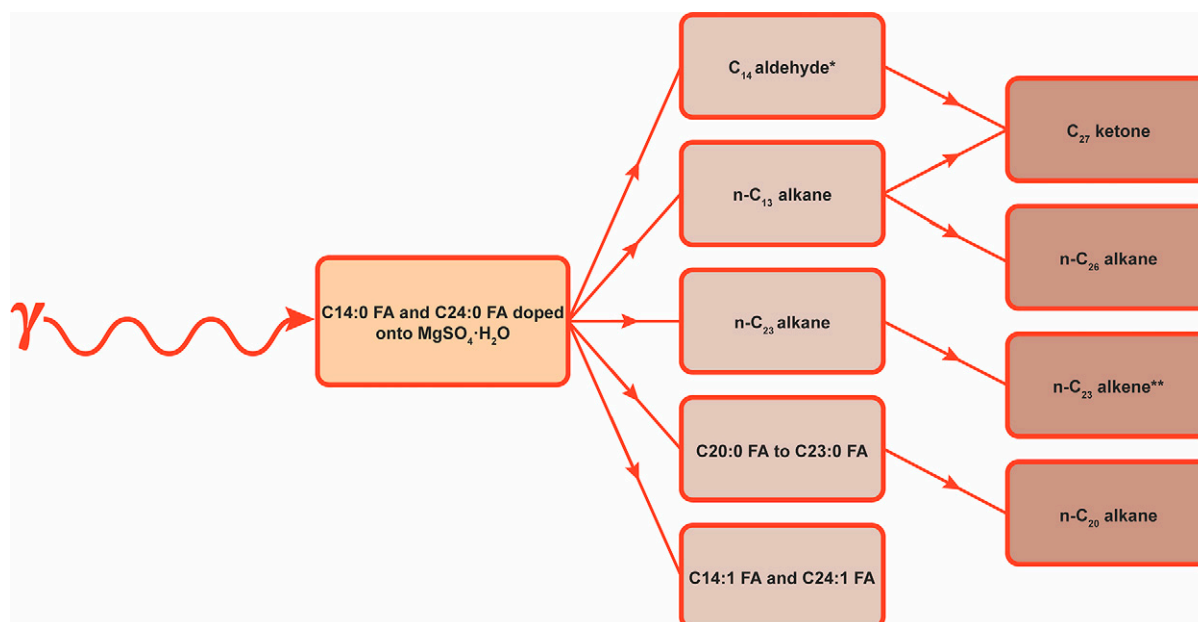 C₁₄ aldehyde*
C₂₇ ketone
n-C₁₃ alkane
n-C₂₆ alkane
γ
C14:0 FA and C24:0 FA doped
onto MgSO₄·H₂O
n-C₂₃ alkane
n-C₂₃ alkene**
C20:0 FA to C23:0 FA
n-C₂₀ alkane
C14:1 FA and C24:1 FA